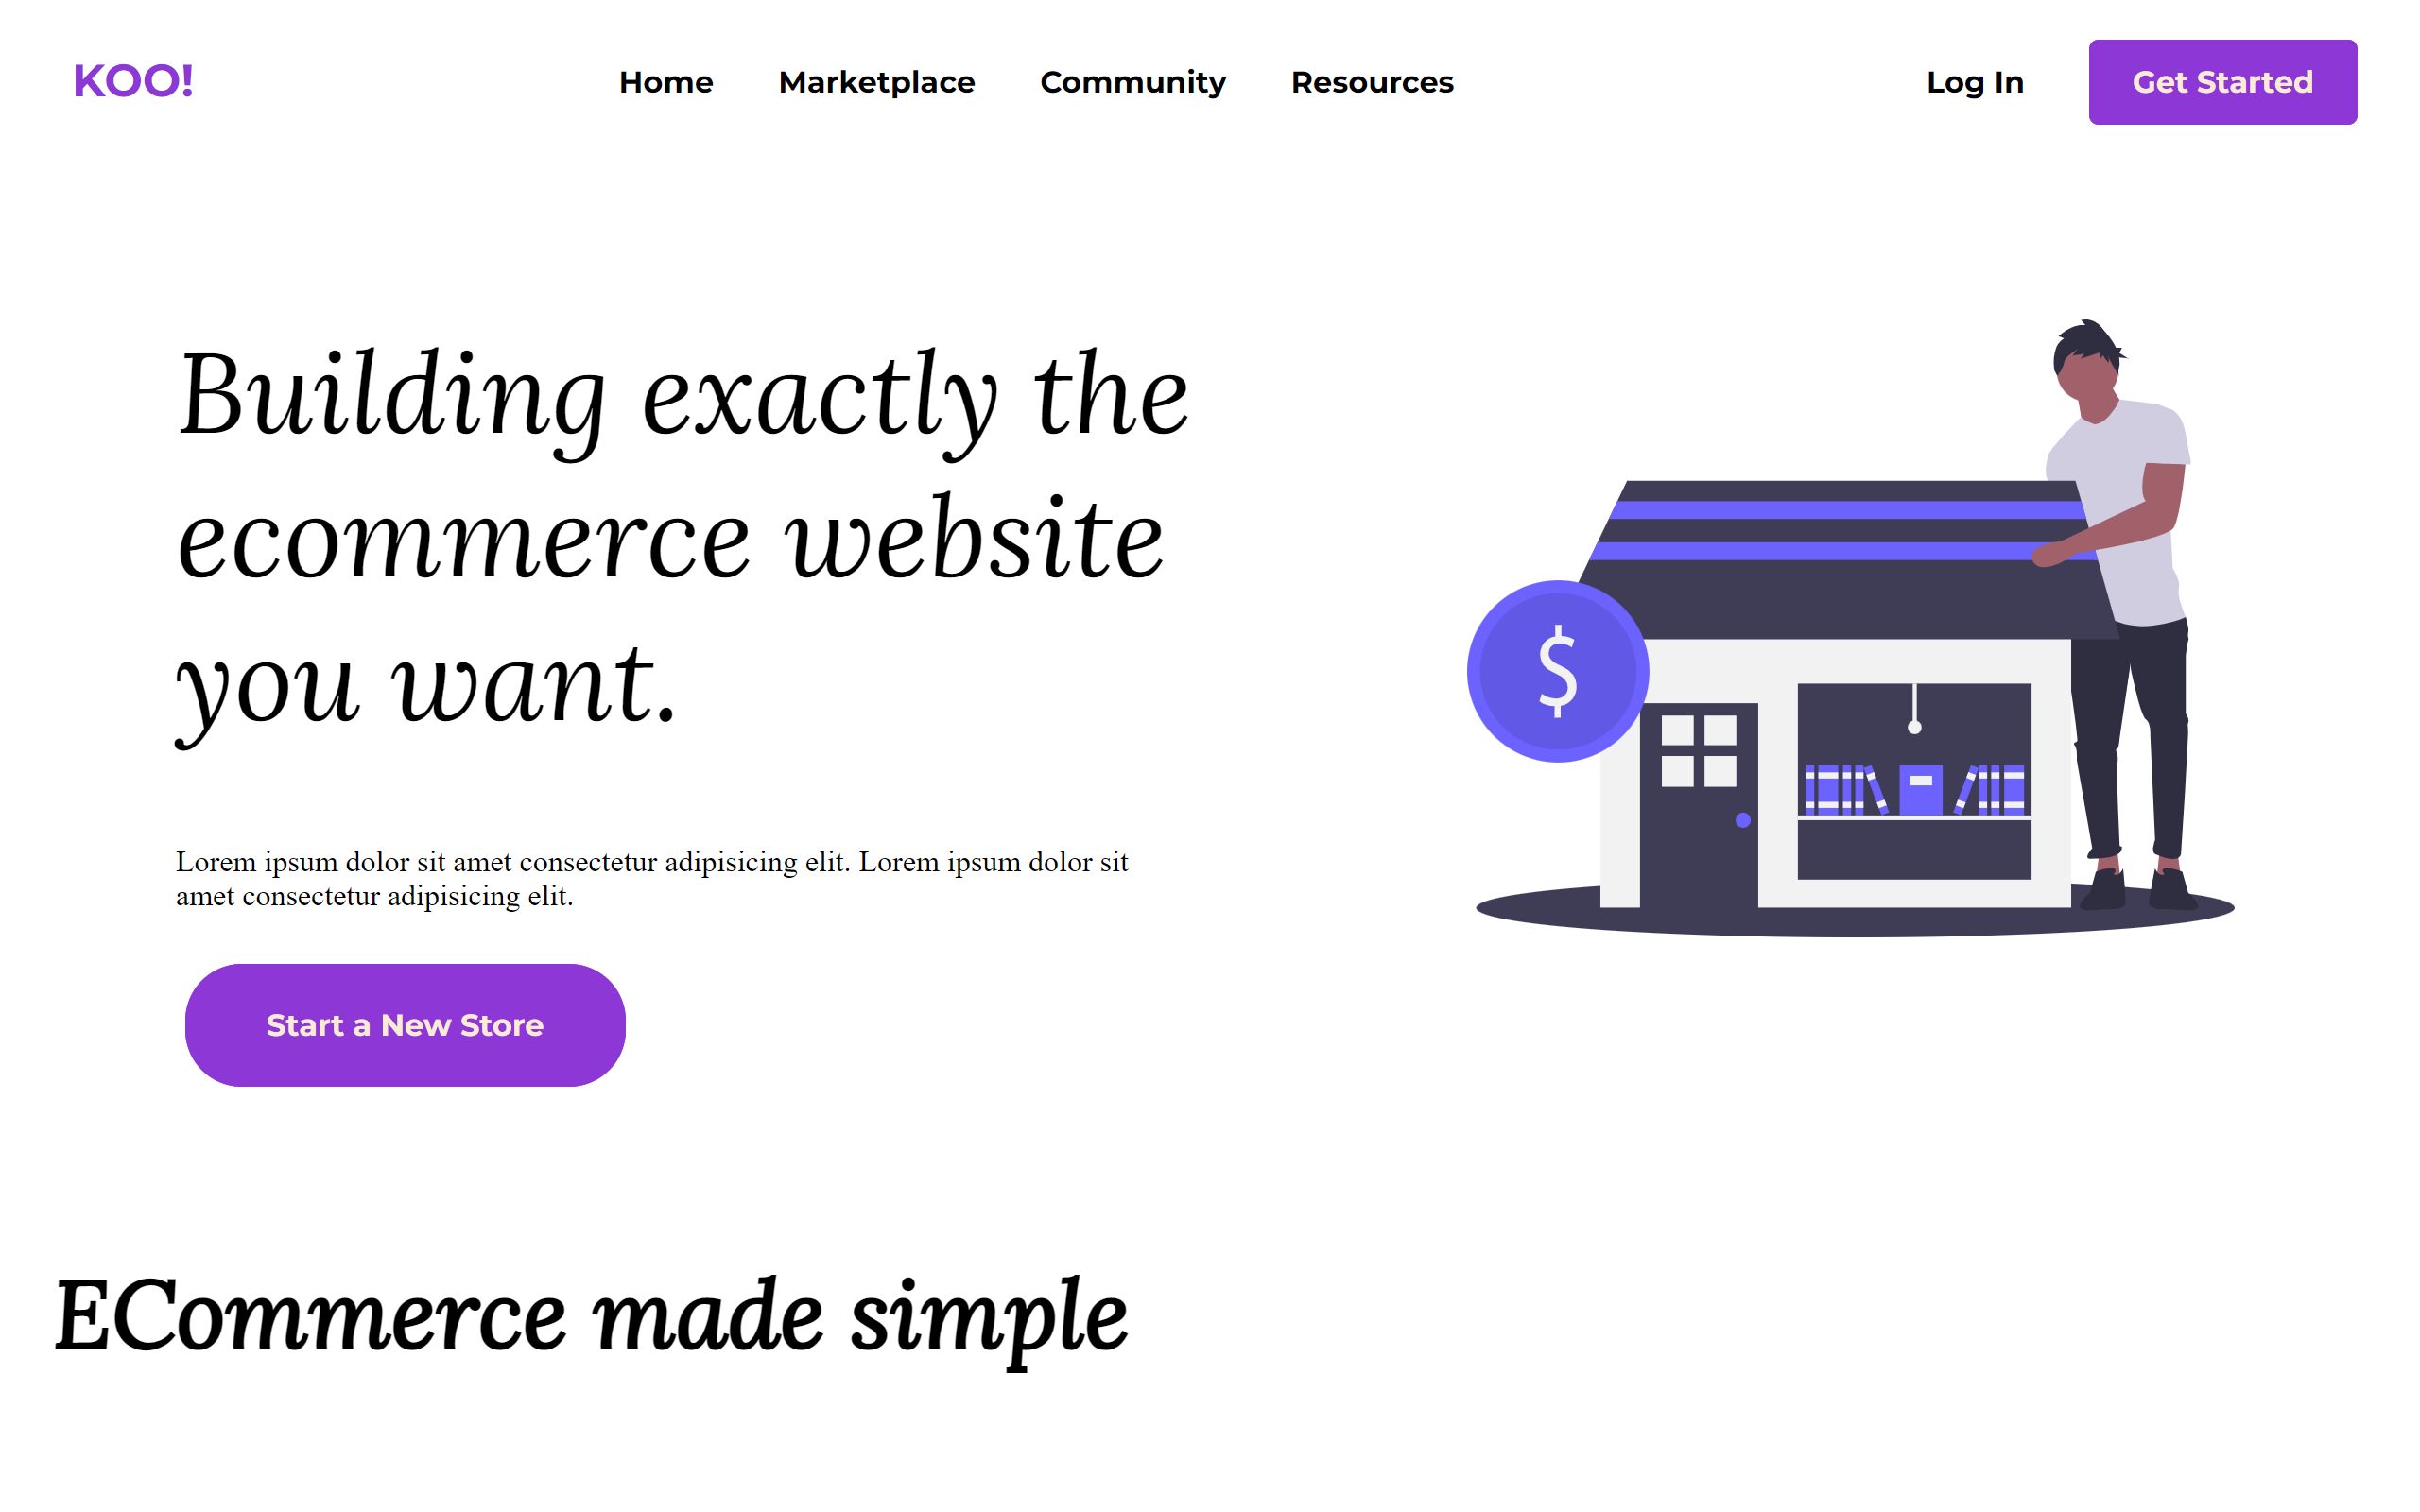 KOO!
Home Marketplace Community Resources
Log In Get Started
Building exactly the
ecommerce website
you want.
$
Lorem ipsum dolor sit amet consectetur adipisicing elit. Lorem ipsum dolor sit
amet consectetur adipisicing elit.
Start a New Store
ECommerce made simple